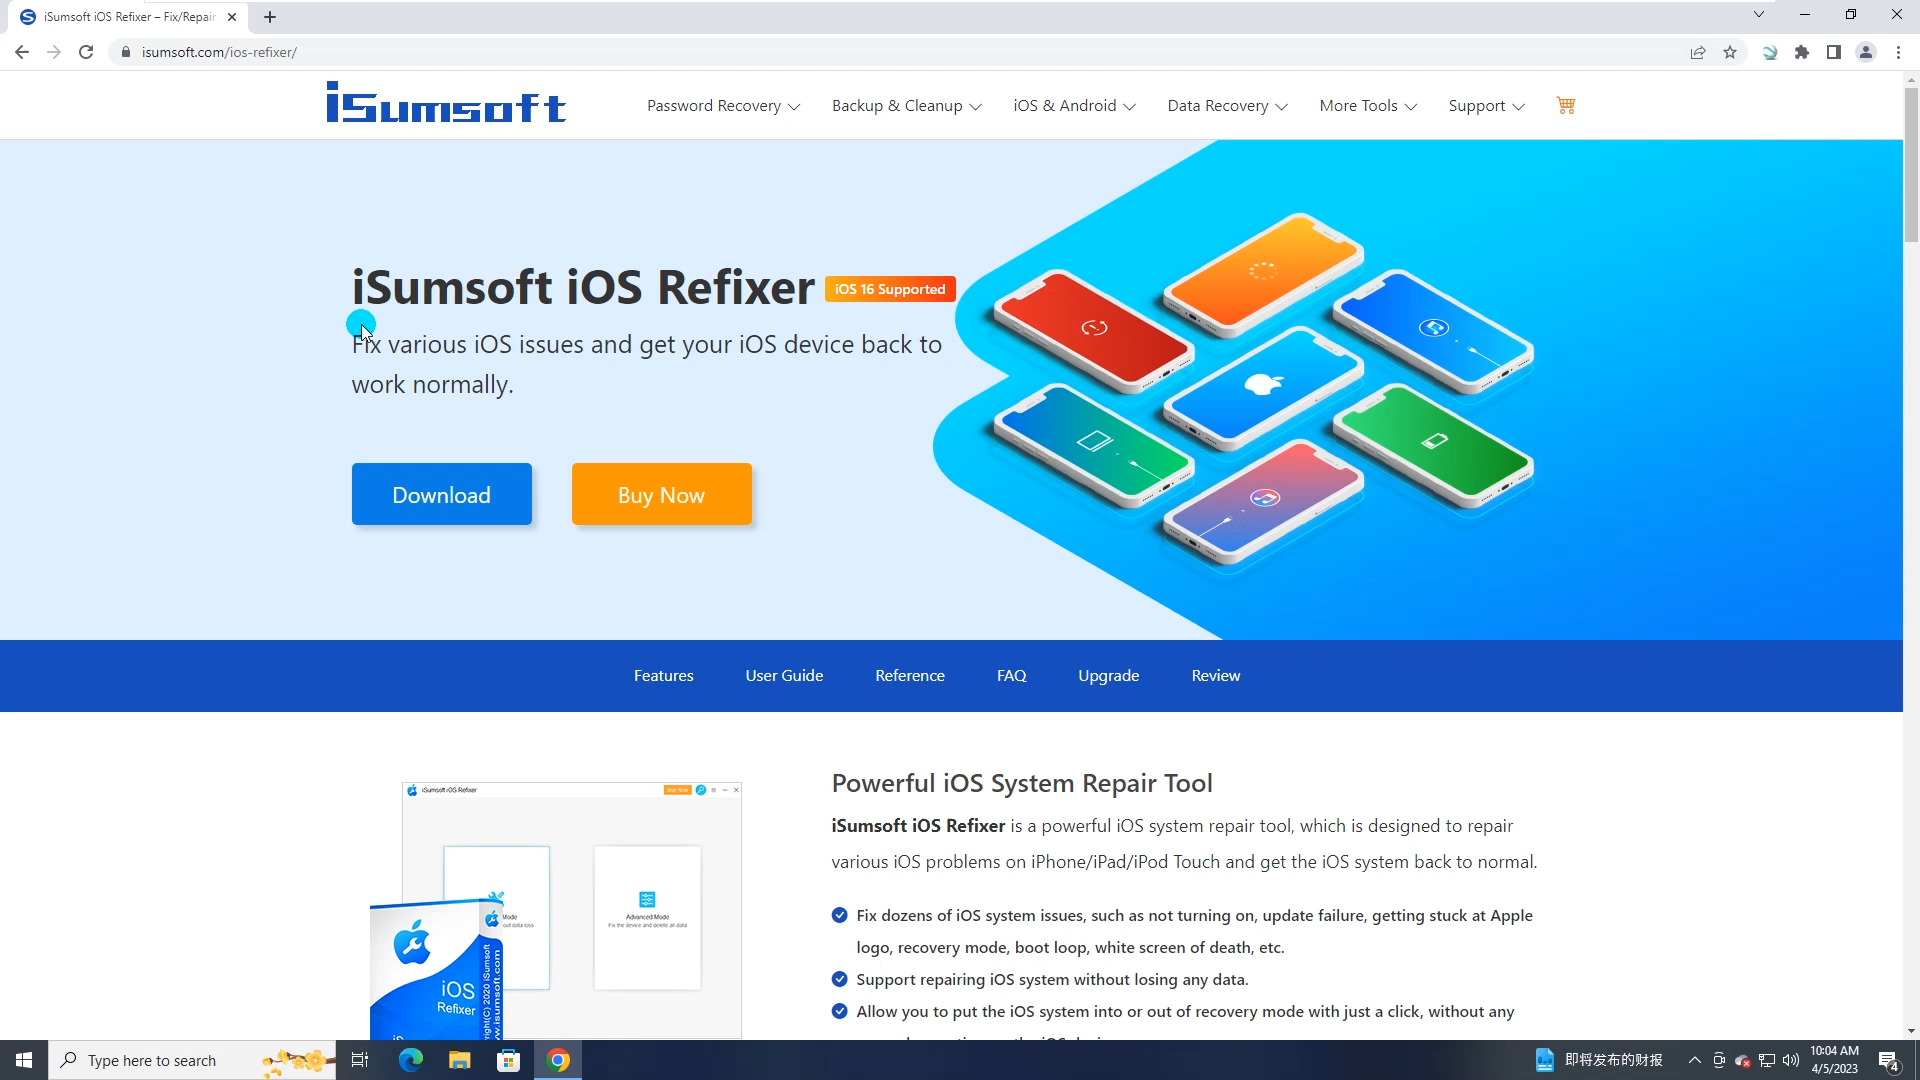 iSumsoft iOS Refixer – Fix/Repair
isumsoft.com/ios-refixer/
iSumsoft
Password Recovery
Backup & Cleanup
iOS & Android
Data Recovery
More Tools
Support
iSumsoft iOS Refixer
iOS 16 Supported
Fix various iOS issues and get your iOS device back to
work normally.
Download
Buy Now
Features
User Guide
Reference
FAQ
Upgrade
Review
iSumsoft iOS Refixer
Buy Now
Mode
out data loss
Advanced Mode
Fix the device and delete all data
iOS
Refixer
Powerful iOS System Repair Tool
iSumsoft iOS Refixer is a powerful iOS system repair tool, which is designed to repair
various iOS problems on iPhone/iPad/iPod Touch and get the iOS system back to normal.
Fix dozens of iOS system issues, such as not turning on, update failure, getting stuck at Apple
logo, recovery mode, boot loop, white screen of death, etc.
Support repairing iOS system without losing any data.
Allow you to put the iOS system into or out of recovery mode with just a click, without any
Type here to search
即将发布的财报
10:04 AM
4/5/2023
4